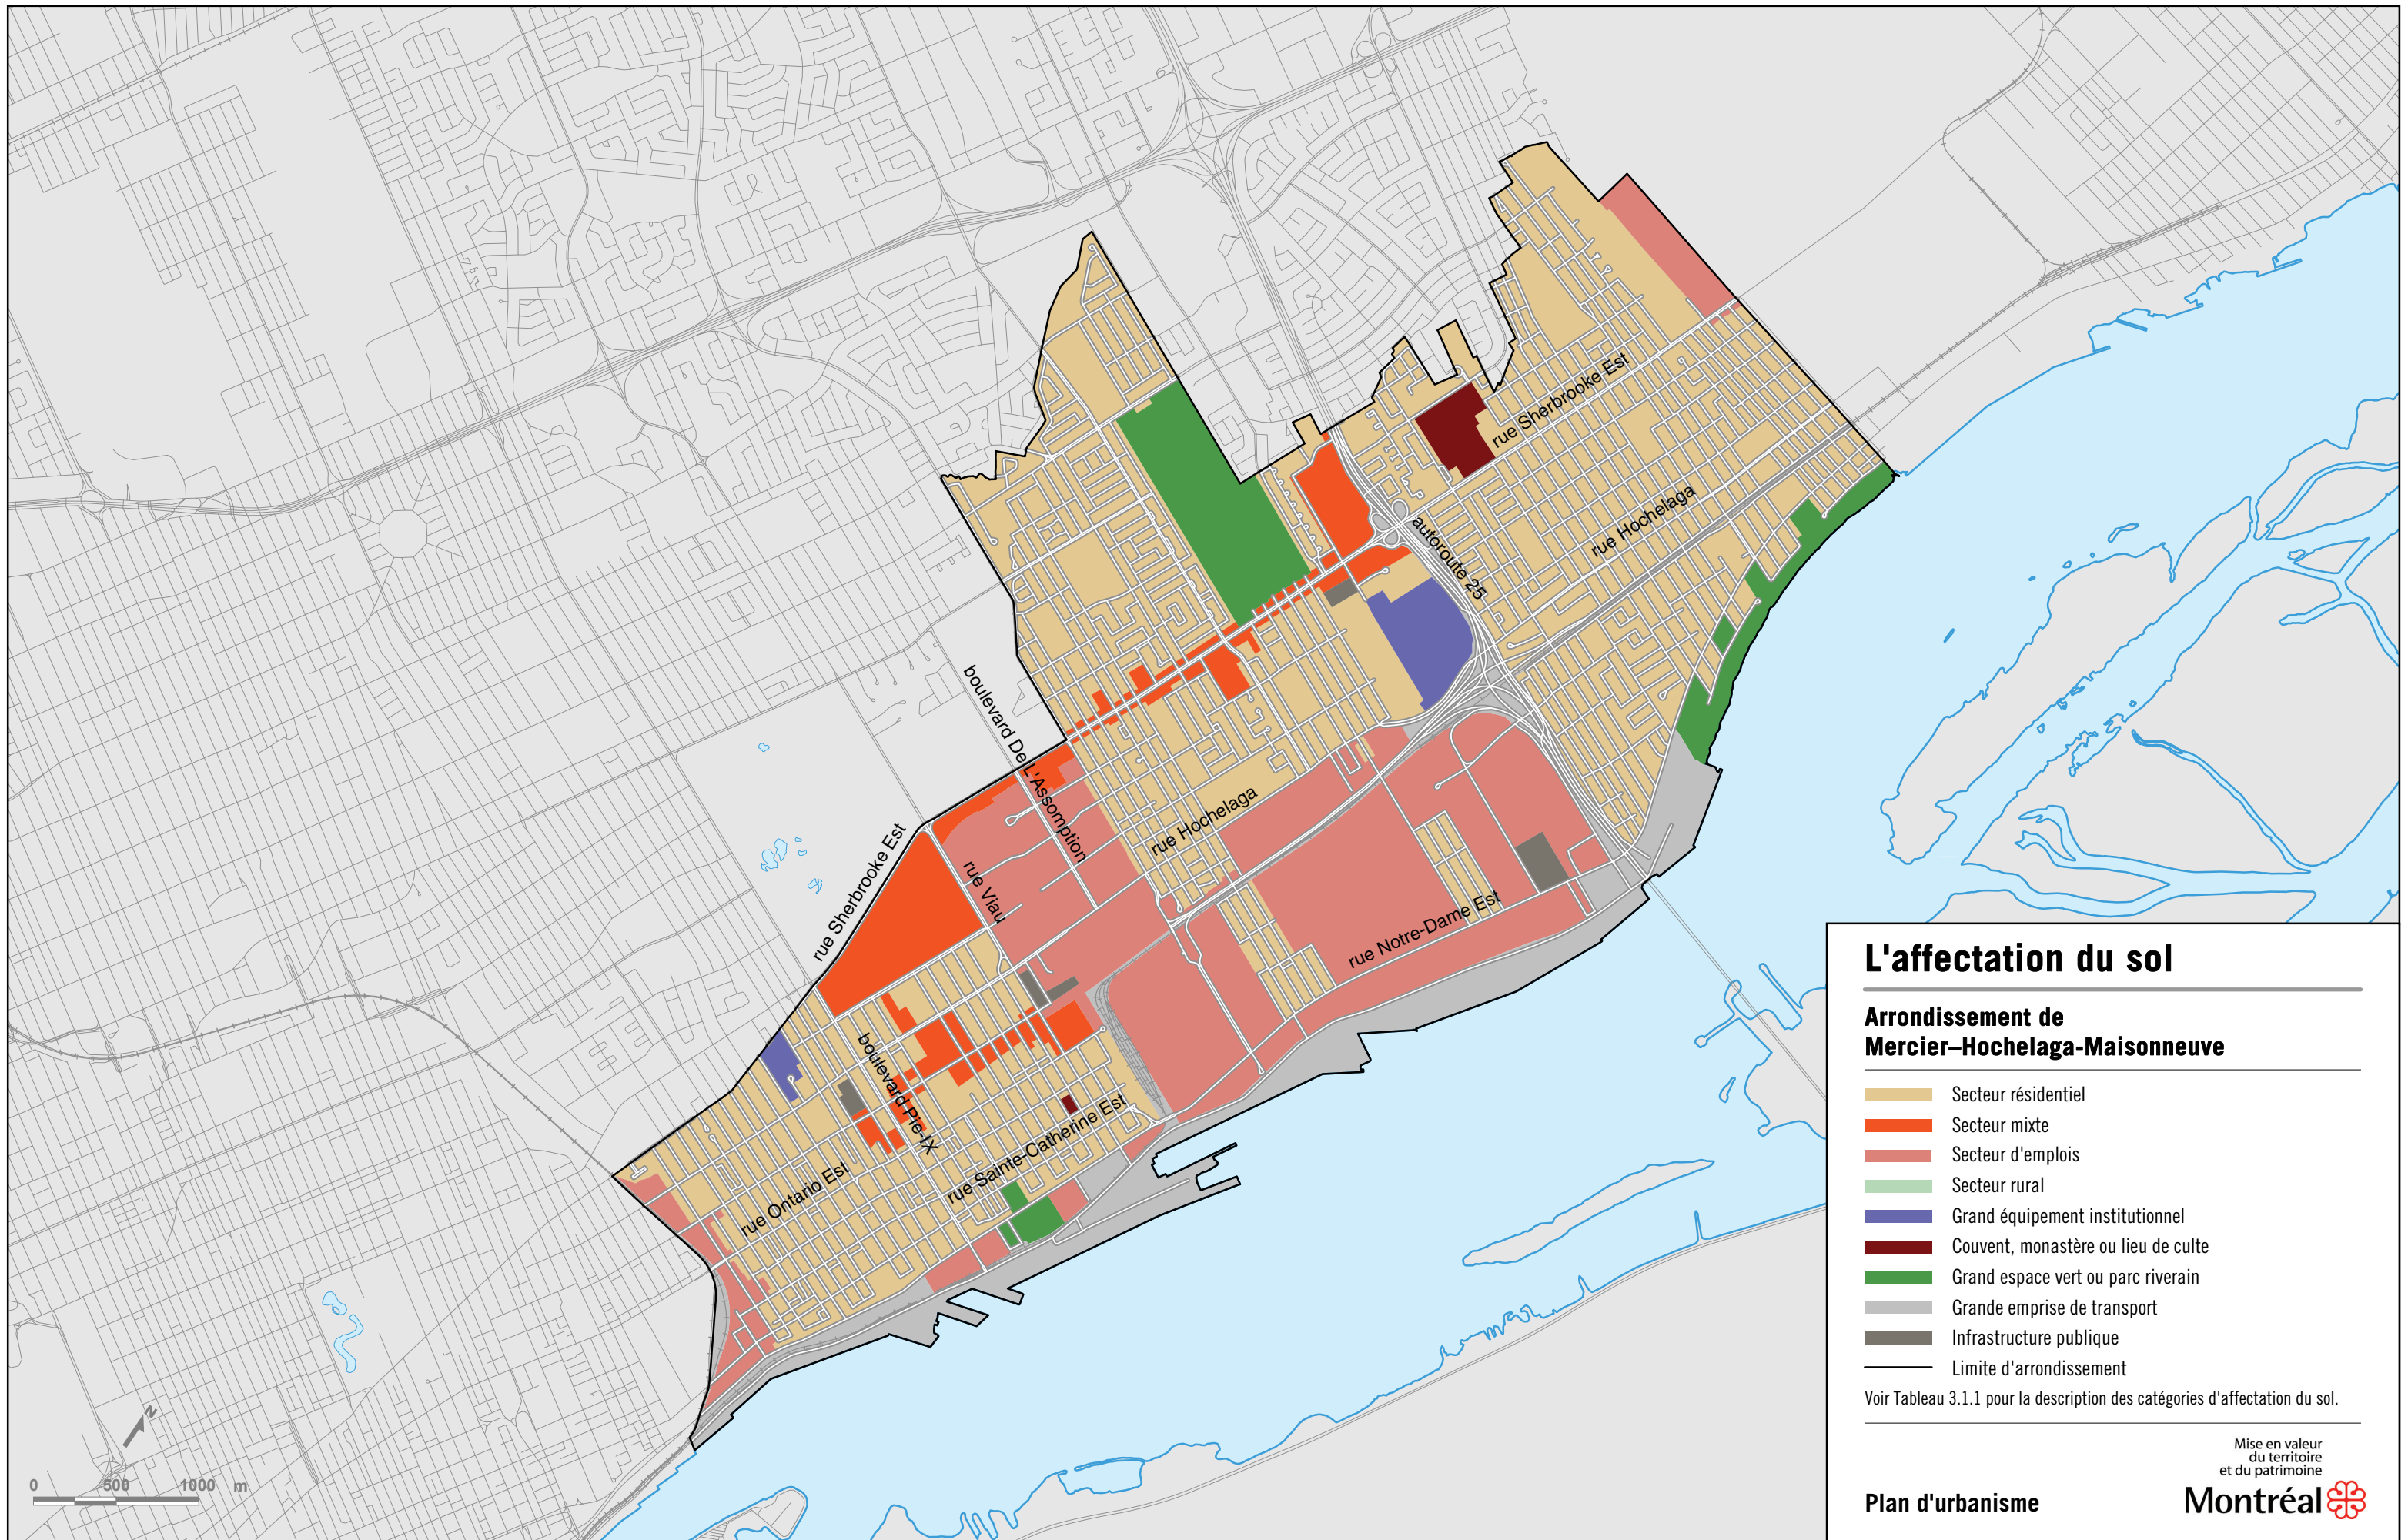 rue Sherbrooke Est
rue Hochelaga
autoroute 25
boulevard De L'Assomption
rue Hochelaga
rue Sherbrooke Est
rue Viau
rue Notre-Dame Est
boulevard Pie-IX
rue Sainte-Catherine Est
rue Ontario Est
N
0 500 1000 m
L'affectation du sol
Arrondissement de
Mercier–Hochelaga-Maisonneuve
Secteur résidentiel
Secteur mixte
Secteur d'emplois
Secteur rural
Grand équipement institutionnel
Couvent, monastère ou lieu de culte
Grand espace vert ou parc riverain
Grande emprise de transport
Infrastructure publique
Limite d'arrondissement
Voir Tableau 3.1.1 pour la description des catégories d'affectation du sol.
Mise en valeur
du territoire
et du patrimoine
Plan d'urbanisme
Montréal